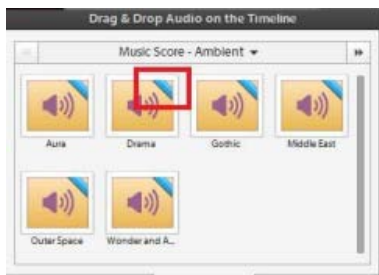 Drag & Drop Audio on the Timeline
Music Score - Ambient
Aura
Drama
Gothic
Middle East
Outer Space
Wonder and A...